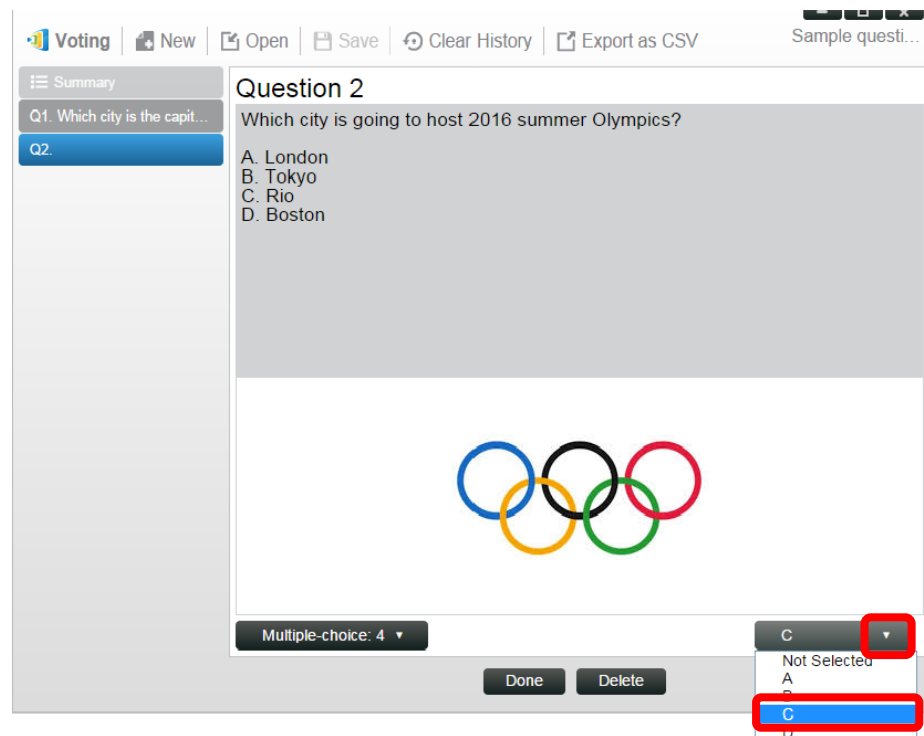 Voting New Open Save Clear History Export as CSV Sample questi...
Summary
Q1. Which city is the capit...
Q2.
Question 2
Which city is going to host 2016 summer Olympics?
A. London
B. Tokyo
C. Rio
D. Boston
Multiple-choice: 4
C
Not Selected
A
B
C
D
Done Delete